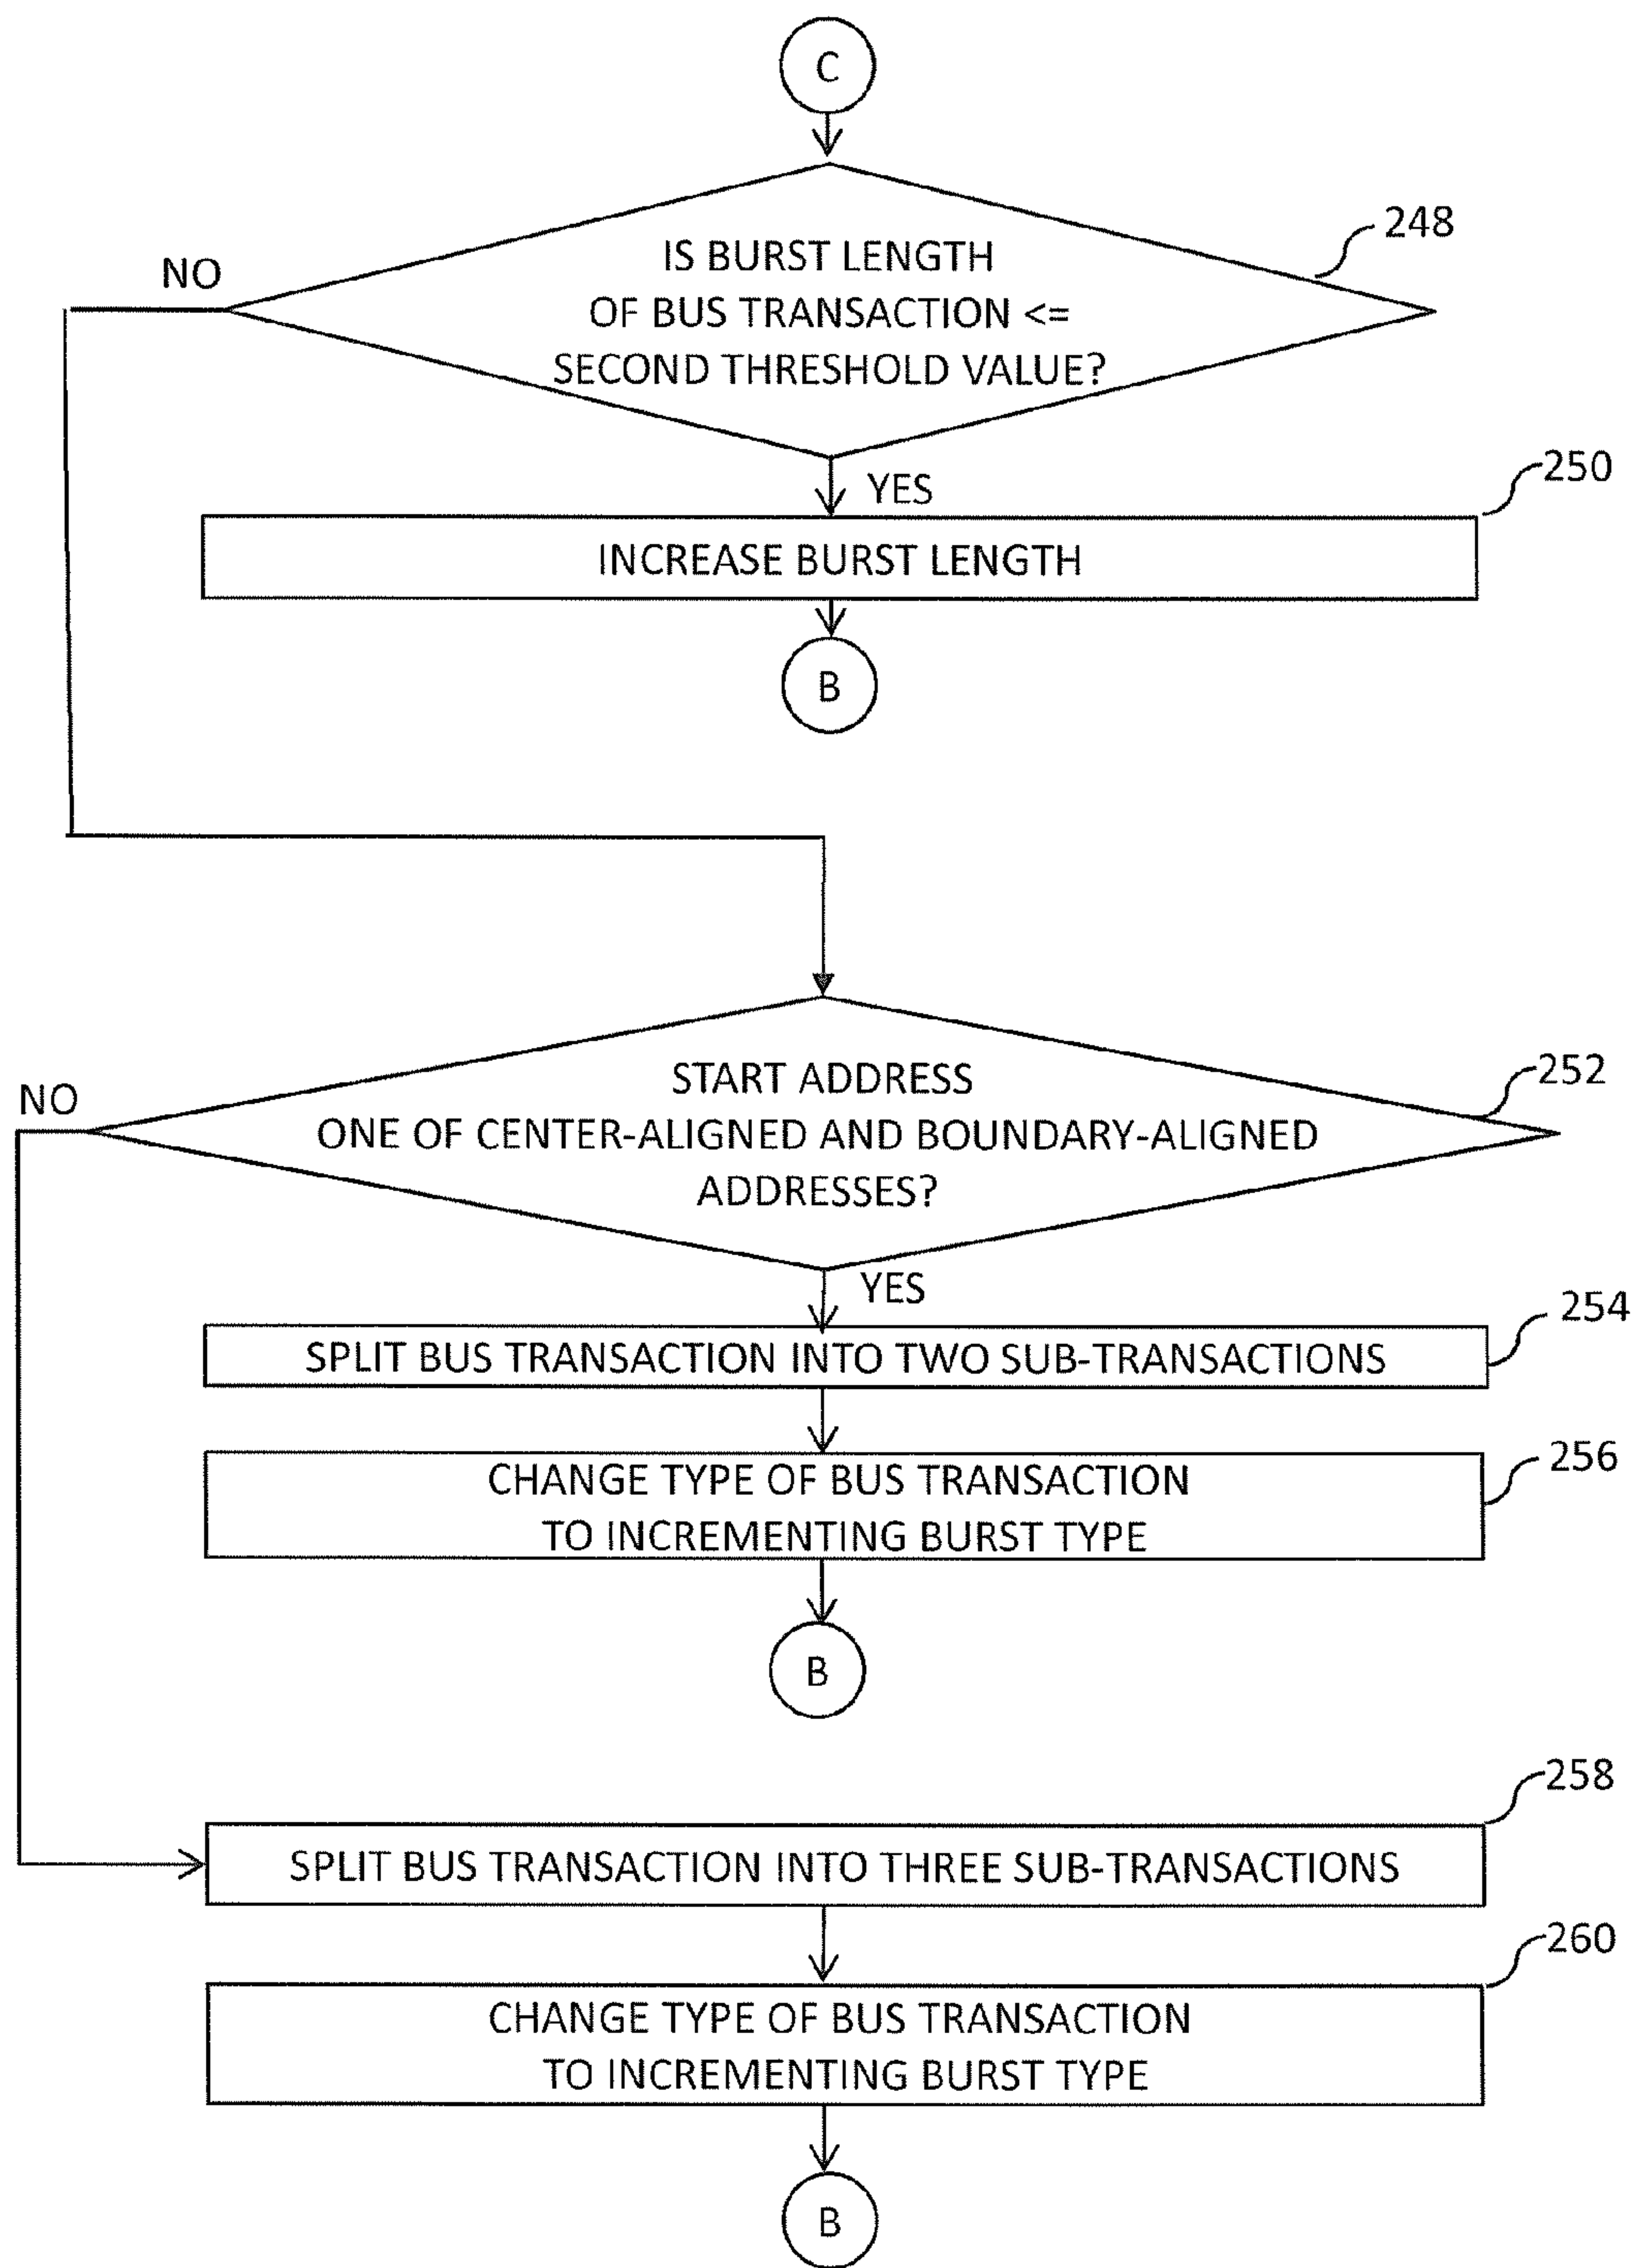 C
248
IS BURST LENGTH
OF BUS TRANSACTION <=
SECOND THRESHOLD VALUE?
NO
YES
250
INCREASE BURST LENGTH
B
252
START ADDRESS
ONE OF CENTER-ALIGNED AND BOUNDARY-ALIGNED
ADDRESSES?
NO
YES
254
SPLIT BUS TRANSACTION INTO TWO SUB-TRANSACTIONS
256
CHANGE TYPE OF BUS TRANSACTION
TO INCREMENTING BURST TYPE
B
258
SPLIT BUS TRANSACTION INTO THREE SUB-TRANSACTIONS
260
CHANGE TYPE OF BUS TRANSACTION
TO INCREMENTING BURST TYPE
B